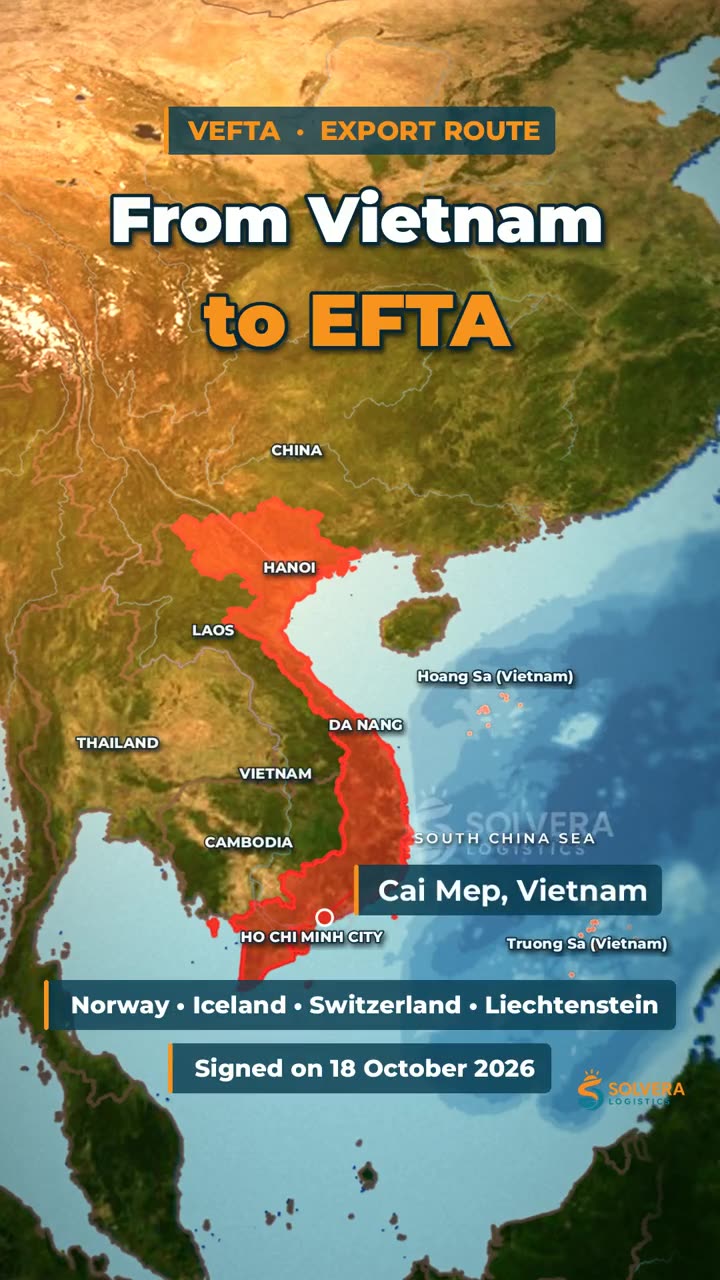 VEFTA • EXPORT ROUTE
From Vietnam
to EFTA
CHINA
HANOI
LAOS
Hoang Sa (Vietnam)
DA NANG
THAILAND
VIETNAM
SOLVERA
LOGISTICS
SOUTH CHINA SEA
CAMBODIA
Cai Mep, Vietnam
HO CHI MINH CITY
Truong Sa (Vietnam)
Norway • Iceland • Switzerland • Liechtenstein
Signed on 18 October 2026
SOLVERA
LOGISTICS